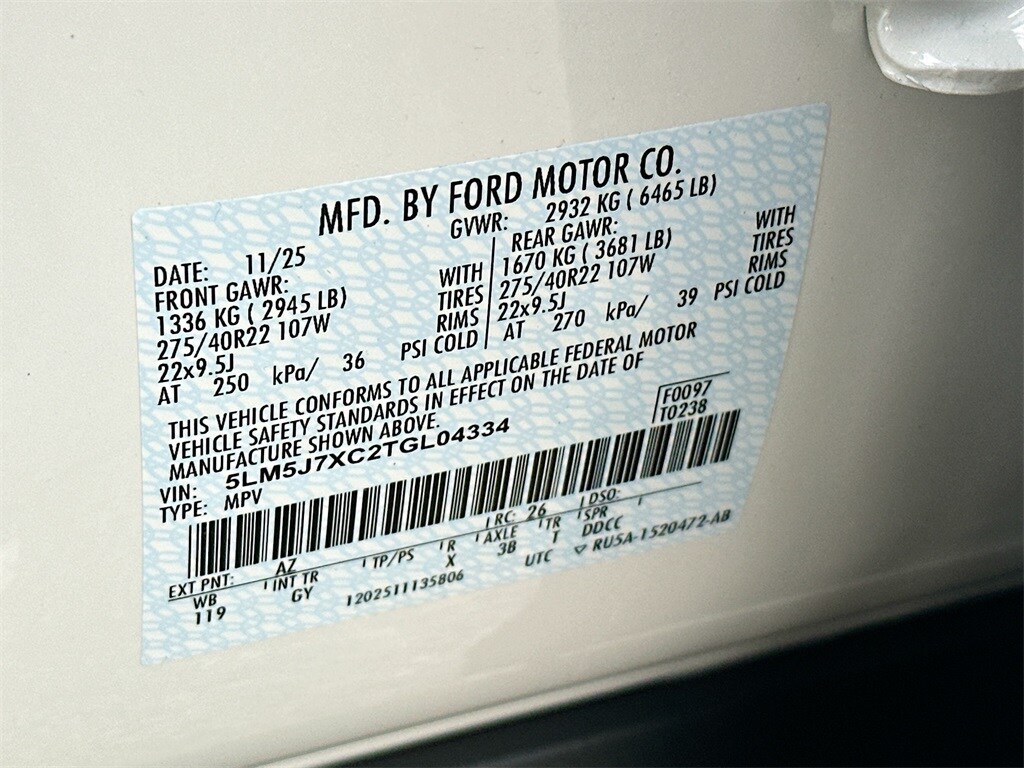 MFD. BY FORD MOTOR CO.
DATE: 11/25
GVWR: 2932 KG ( 6465 LB)
FRONT GAWR:
1336 KG ( 2945 LB) WITH
275/40R22 107W TIRES
22x9.5J RIMS
AT 250 kPa/ 36 PSI COLD
REAR GAWR:
1670 KG ( 3681 LB) WITH
275/40R22 107W TIRES
22x9.5J RIMS
AT 270 kPa/ 39 PSI COLD
THIS VEHICLE CONFORMS TO ALL APPLICABLE FEDERAL MOTOR
VEHICLE SAFETY STANDARDS IN EFFECT ON THE DATE OF
MANUFACTURE SHOWN ABOVE.
VIN: 5LM5J7XC2TGL04334
TYPE: MPV
F0097
T0238
EXT PNT: AZ RC: 26 DSO:
WB INT TR TP/PS R AXLE TR SPR
119 GY X 3B T DDCC
1202511135806 UTC ▽ RU5A-1520472-AB